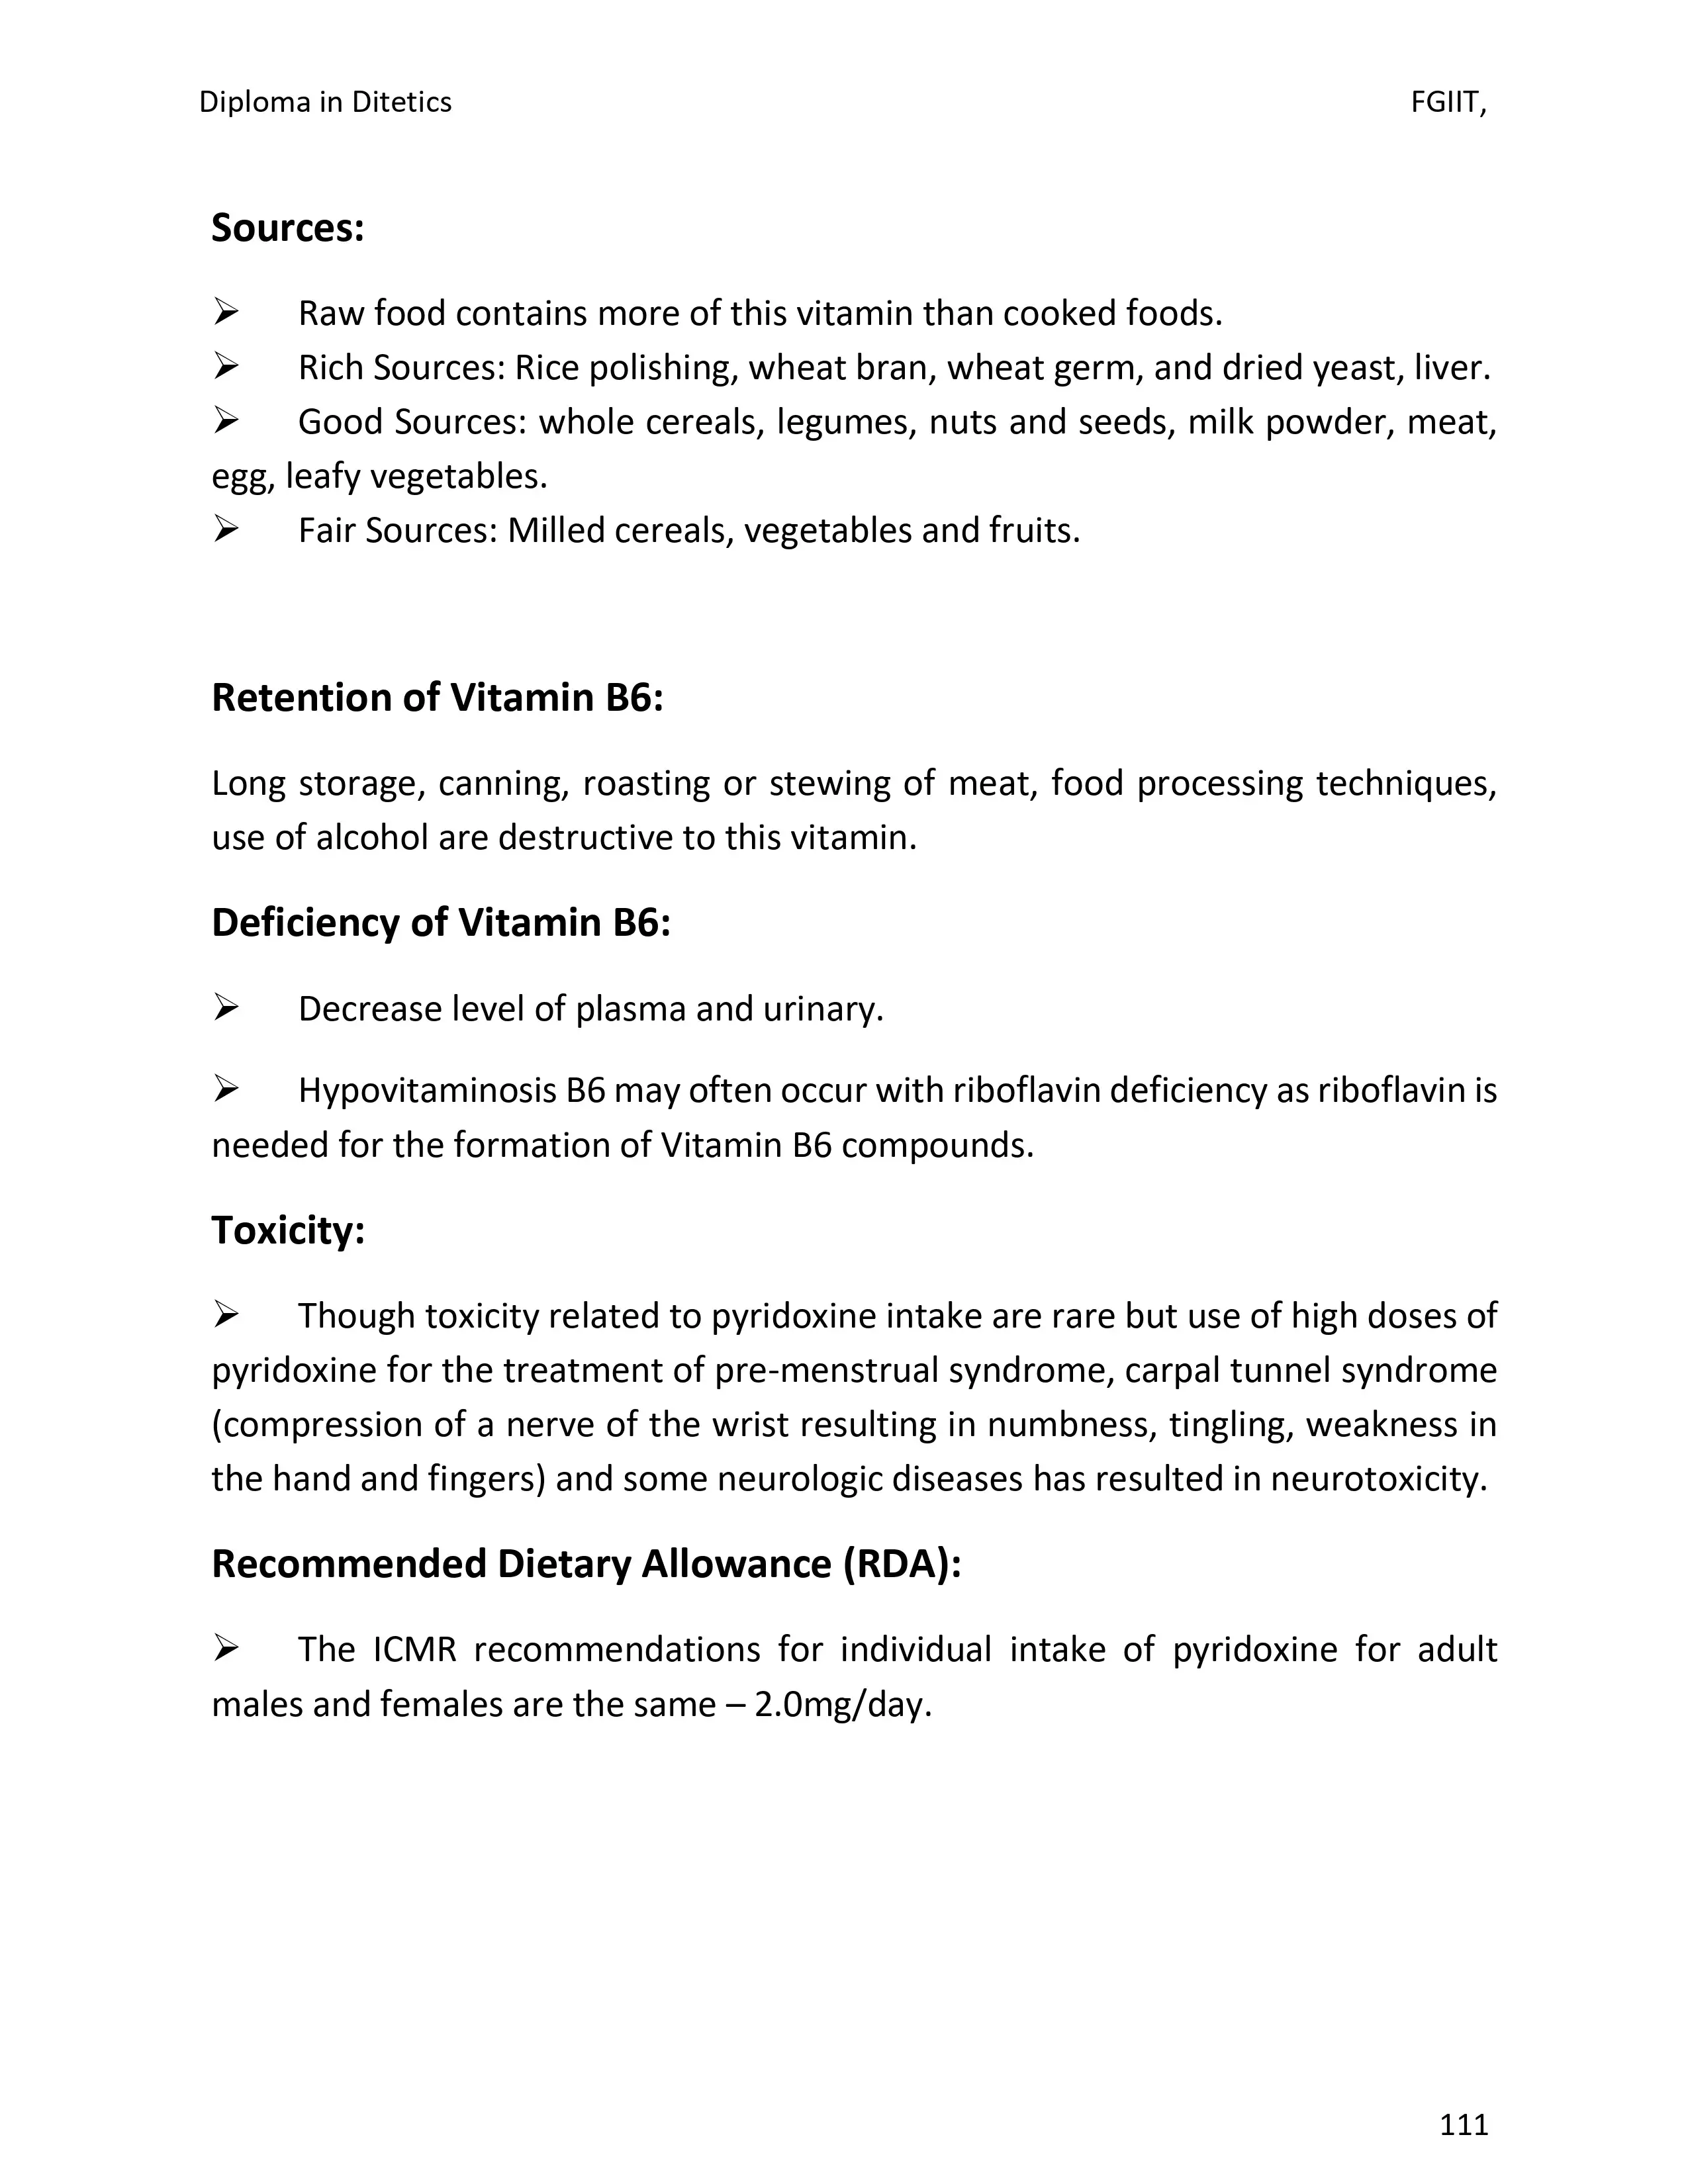 Diploma in Ditetics FGIIT,
Sources:
➢ Raw food contains more of this vitamin than cooked foods.
➢ Rich Sources: Rice polishing, wheat bran, wheat germ, and dried yeast, liver.
➢ Good Sources: whole cereals, legumes, nuts and seeds, milk powder, meat,
egg, leafy vegetables.
➢ Fair Sources: Milled cereals, vegetables and fruits.
Retention of Vitamin B6:
Long storage, canning, roasting or stewing of meat, food processing techniques,
use of alcohol are destructive to this vitamin.
Deficiency of Vitamin B6:
➢ Decrease level of plasma and urinary.
➢ Hypovitaminosis B6 may often occur with riboflavin deficiency as riboflavin is
needed for the formation of Vitamin B6 compounds.
Toxicity:
➢ Though toxicity related to pyridoxine intake are rare but use of high doses of
pyridoxine for the treatment of pre-menstrual syndrome, carpal tunnel syndrome
(compression of a nerve of the wrist resulting in numbness, tingling, weakness in
the hand and fingers) and some neurologic diseases has resulted in neurotoxicity.
Recommended Dietary Allowance (RDA):
➢ The ICMR recommendations for individual intake of pyridoxine for adult
males and females are the same – 2.0mg/day.
111